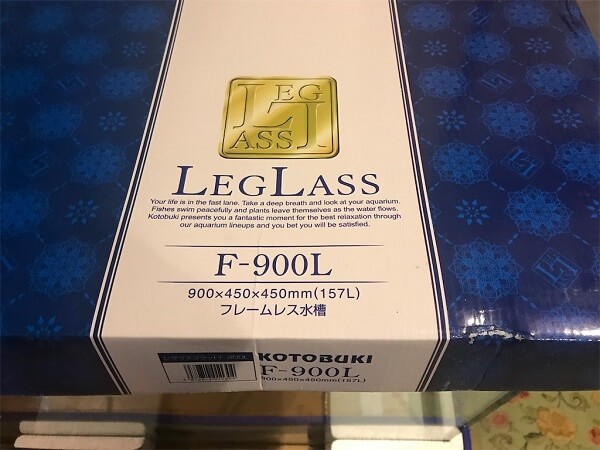 LEG
LASS
LEGLASS
Your life is in the fast lane. Take a deep breath and look at your aquarium.
Fishes swim peacefully and plants leave themselves as the water flows.
Kotobuki presents you a fantastic moment for the best relaxation through
our aquarium lineups and you bet you will be satisfied.
F-900L
900×450×450mm(157L)
フレームレス水槽
KOTOBUKI
F-900L
900×450×450mm(157L)